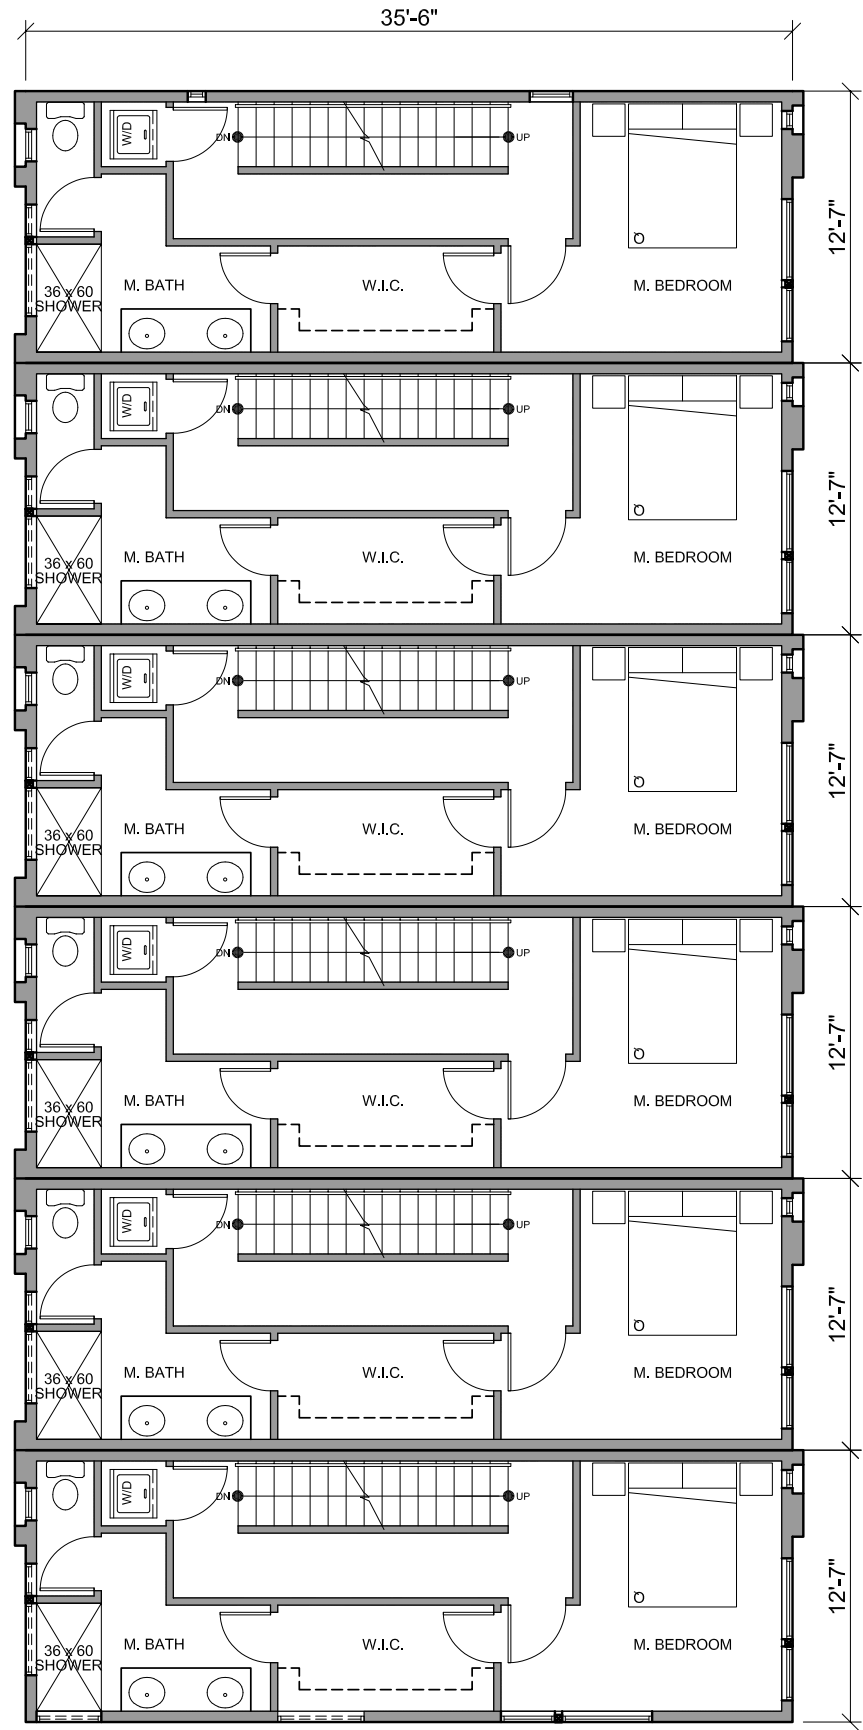 35'-6"
W/D
DN
UP
12'-7"
36 x 60
SHOWER
M. BATH
W.I.C.
M. BEDROOM
W/D
DN
UP
12'-7"
36 x 60
SHOWER
M. BATH
W.I.C.
M. BEDROOM
W/D
DN
UP
12'-7"
36 x 60
SHOWER
M. BATH
W.I.C.
M. BEDROOM
W/D
DN
UP
12'-7"
36 x 60
SHOWER
M. BATH
W.I.C.
M. BEDROOM
W/D
DN
UP
12'-7"
36 x 60
SHOWER
M. BATH
W.I.C.
M. BEDROOM
W/D
DN
UP
12'-7"
36 x 60
SHOWER
M. BATH
W.I.C.
M. BEDROOM